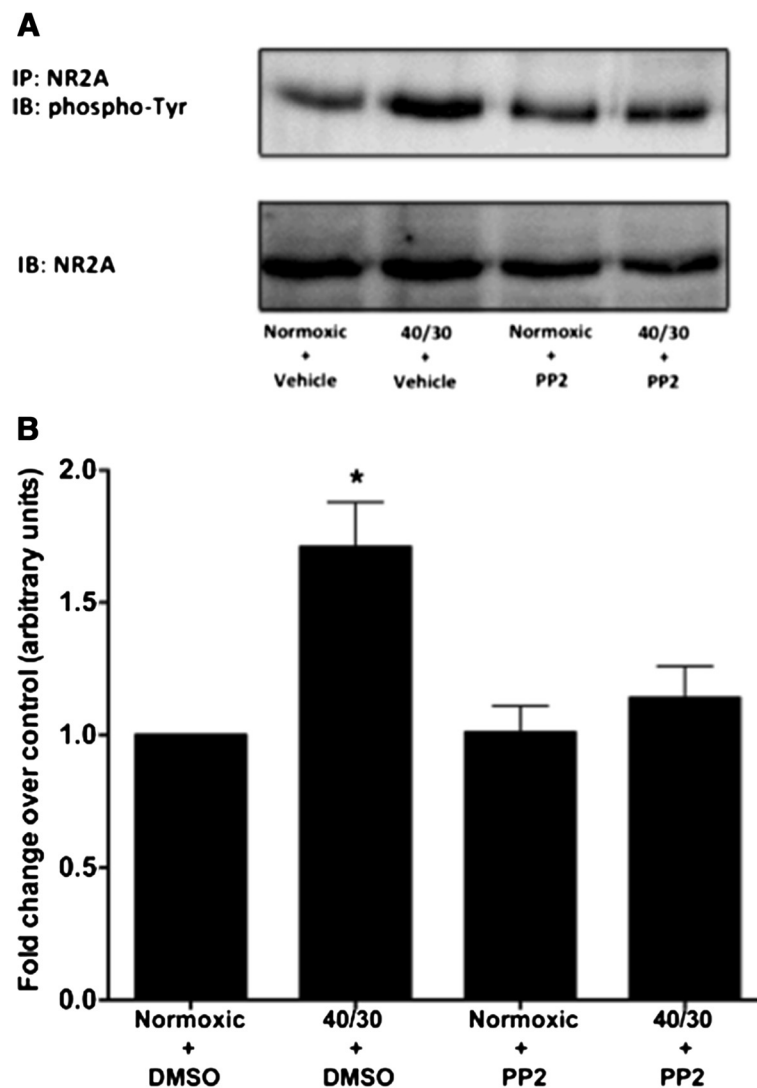 A
IP: NR2A
IB: phospho-Tyr
IB: NR2A
Normoxic 40/30 Normoxic 40/30
+ + + +
Vehicle Vehicle PP2 PP2
B
Fold change over control (arbitrary units)
2.0
*
1.5
1.0
0.5
0.0
Normoxic 40/30 Normoxic 40/30
+ + + +
DMSO DMSO PP2 PP2